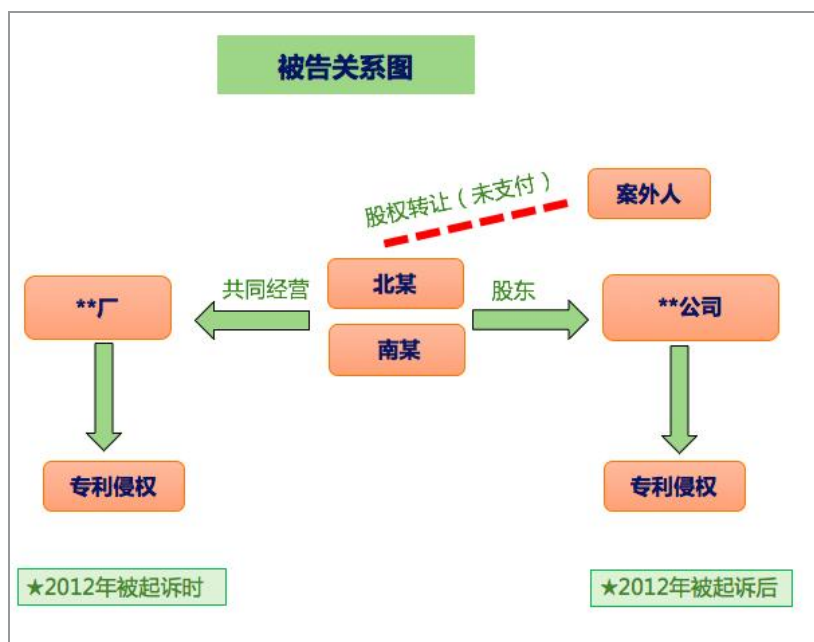 被告关系图
股权转让（未支付）
案外人
**厂
共同经营
北某
股东
**公司
南某
专利侵权
专利侵权
★2012年被起诉时
★2012年被起诉后